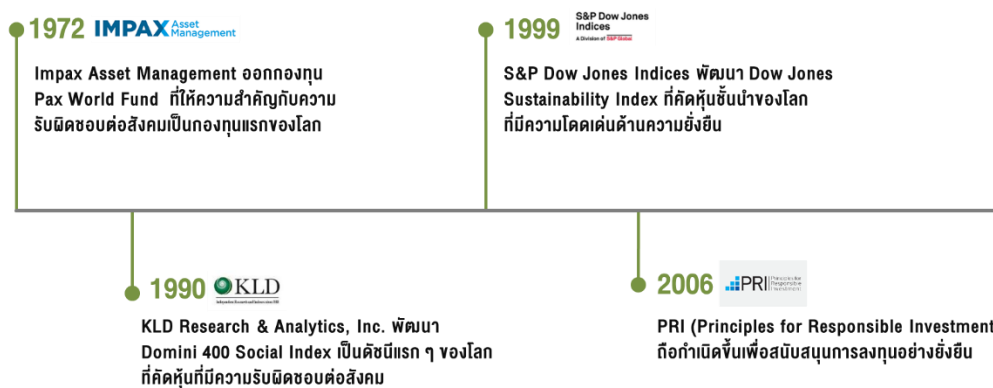 1972 IMPAX Asset Management
Impax Asset Management ออกกองทุน
Pax World Fund ที่ให้ความสำคัญกับความ
รับผิดชอบต่อสังคมเป็นกองทุนแรกของโลก
1999 S&P Dow Jones
Indices
A Division of S&P Global
S&P Dow Jones Indices พัฒนา Dow Jones
Sustainability Index ที่คัดหุ้นชั้นนำของโลก
ที่มีความโดดเด่นด้านความยั่งยืน
1990 KLD
KLD Research & Analytics, Inc. พัฒนา
Domini 400 Social Index เป็นดัชนีแรก ๆ ของโลก
ที่คัดหุ้นที่มีความรับผิดชอบต่อสังคม
2006 PRI Principles for
Responsible
Investment
PRI (Principles for Responsible Investment
ถือกำเนิดขึ้นเพื่อสนับสนุนการลงทุนอย่างยั่งยืน